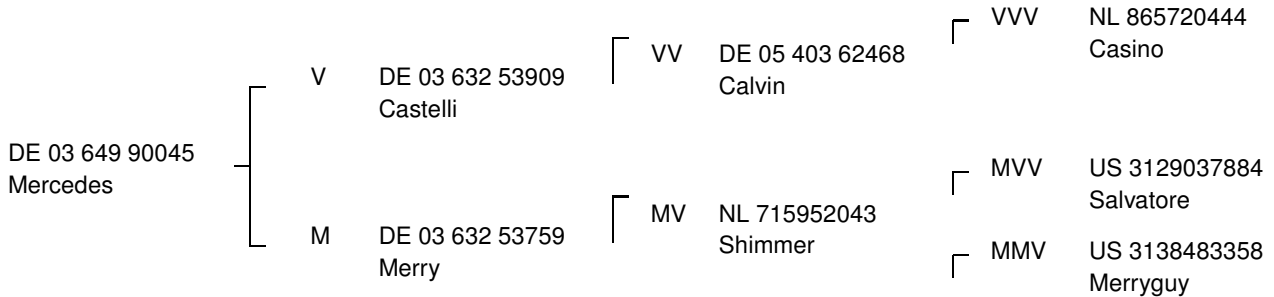 DE 03 649 90045
Mercedes
V DE 03 632 53909
Castelli
M DE 03 632 53759
Merry
VV DE 05 403 62468
Calvin
MV NL 715952043
Shimmer
VVV NL 865720444
Casino
MVV US 3129037884
Salvatore
MMV US 3138483358
Merryguy